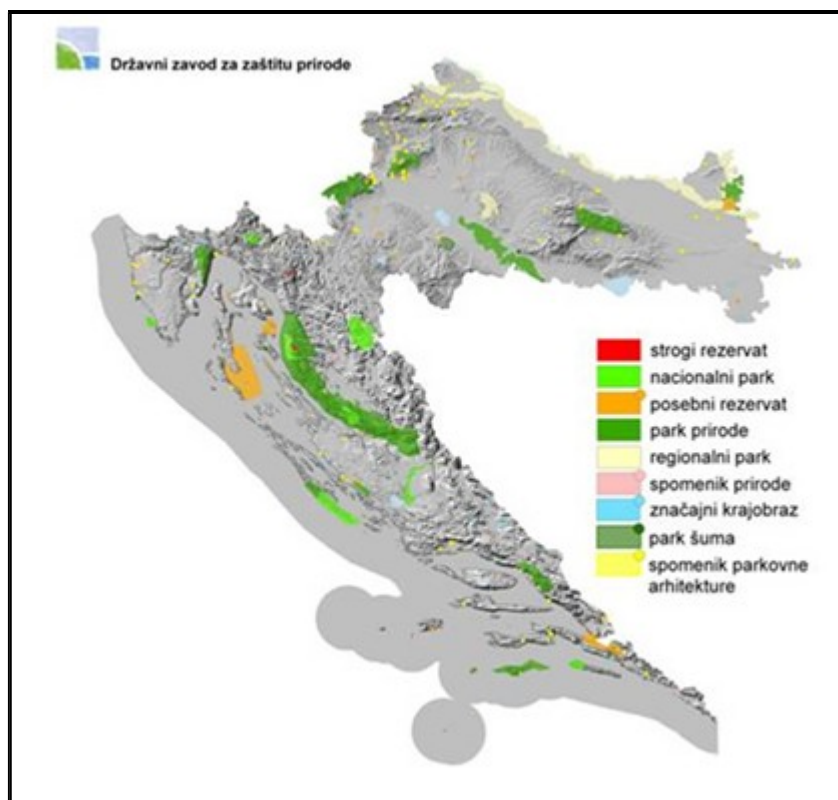 Državni zavod za zaštitu prirode
strogi rezervat
nacionalni park
posebni rezervat
park prirode
regionalni park
spomenik prirode
značajni krajobraz
park šuma
spomenik parkovne
arhitekture